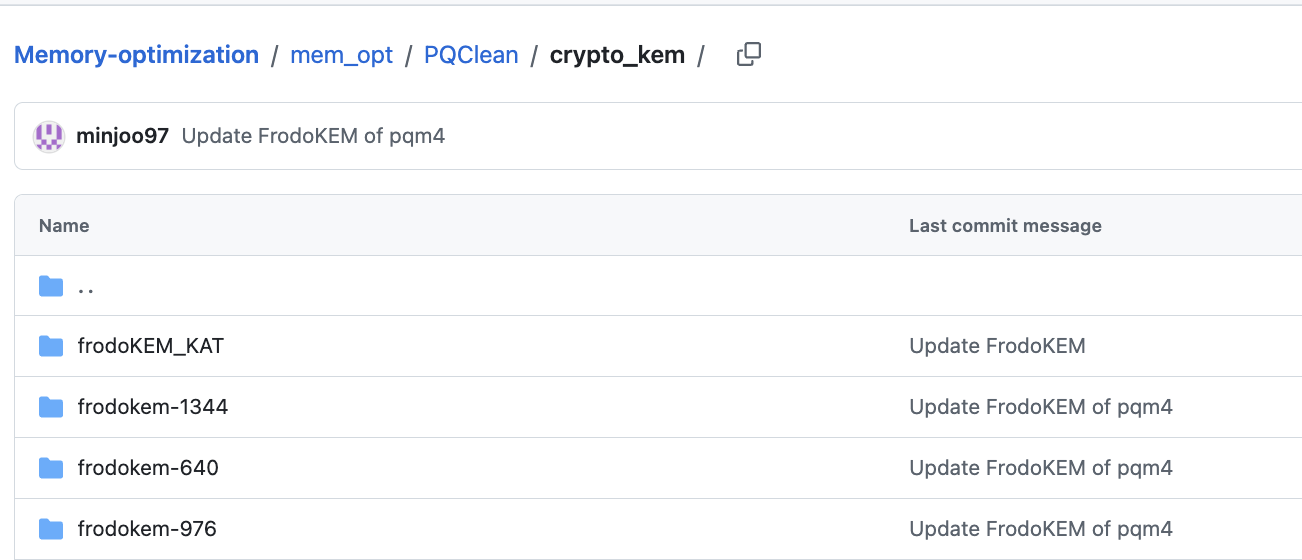 Memory-optimization / mem_opt / PQClean / crypto_kem /
minjoo97 Update FrodoKEM of pqm4
Name Last commit message
..
frodoKEM_KAT Update FrodoKEM
frodokem-1344 Update FrodoKEM of pqm4
frodokem-640 Update FrodoKEM of pqm4
frodokem-976 Update FrodoKEM of pqm4